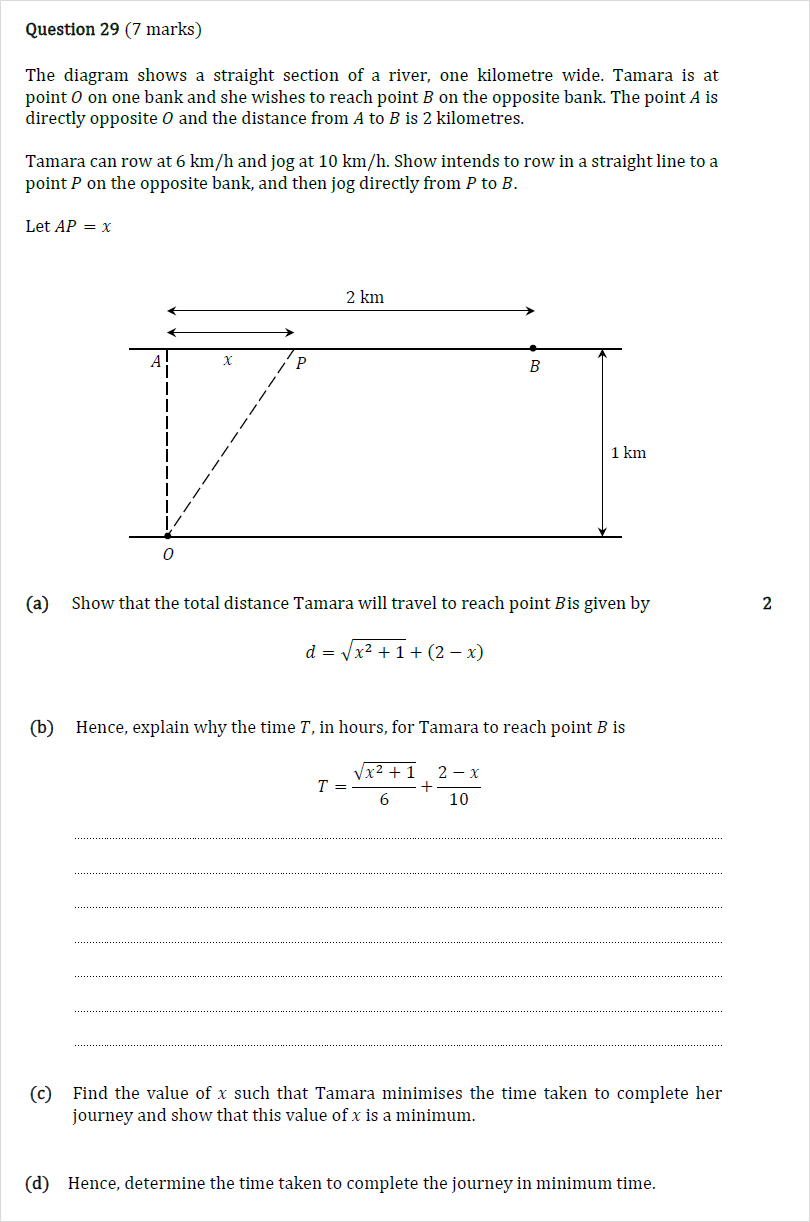 Question 29 (7 marks)
The diagram shows a straight section of a river, one kilometre wide. Tamara is at
point O on one bank and she wishes to reach point B on the opposite bank. The point A is
directly opposite O and the distance from A to B is 2 kilometres.
Tamara can row at 6 km/h and jog at 10 km/h. Show intends to row in a straight line to a
point P on the opposite bank, and then jog directly from P to B.
Let AP = x
2 km
A x P B
1 km
O
(a) Show that the total distance Tamara will travel to reach point B is given by 2
d = √(x² + 1) + (2 − x)
(b) Hence, explain why the time T, in hours, for Tamara to reach point B is
T = √(x² + 1)/6 + (2 − x)/10
(c) Find the value of x such that Tamara minimises the time taken to complete her
journey and show that this value of x is a minimum.
(d) Hence, determine the time taken to complete the journey in minimum time.